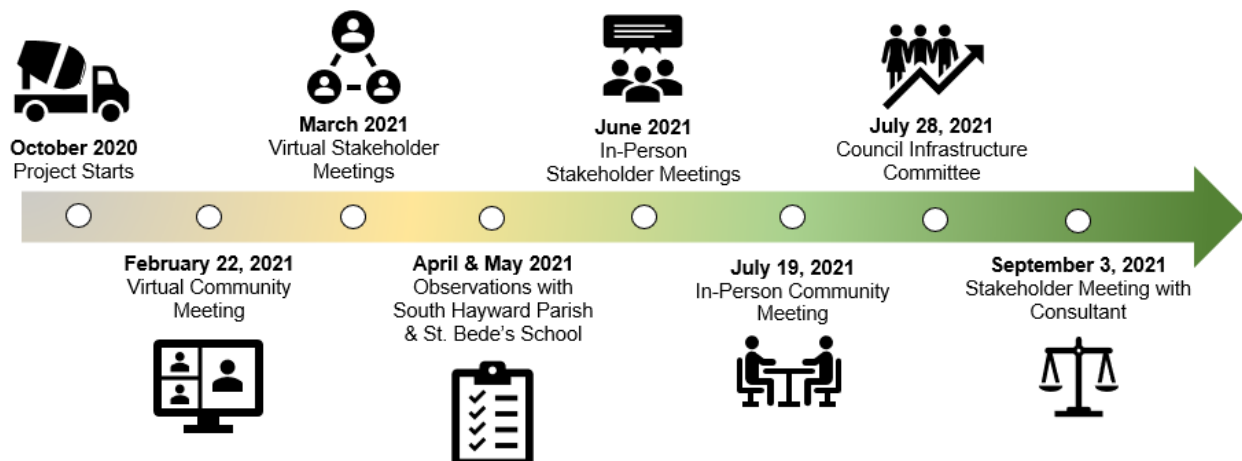 October 2020
Project Starts
February 22, 2021
Virtual Community
Meeting
March 2021
Virtual Stakeholder
Meetings
April & May 2021
Observations with
South Hayward Parish
& St. Bede's School
June 2021
In-Person
Stakeholder Meetings
July 19, 2021
In-Person Community
Meeting
July 28, 2021
Council Infrastructure
Committee
September 3, 2021
Stakeholder Meeting with
Consultant